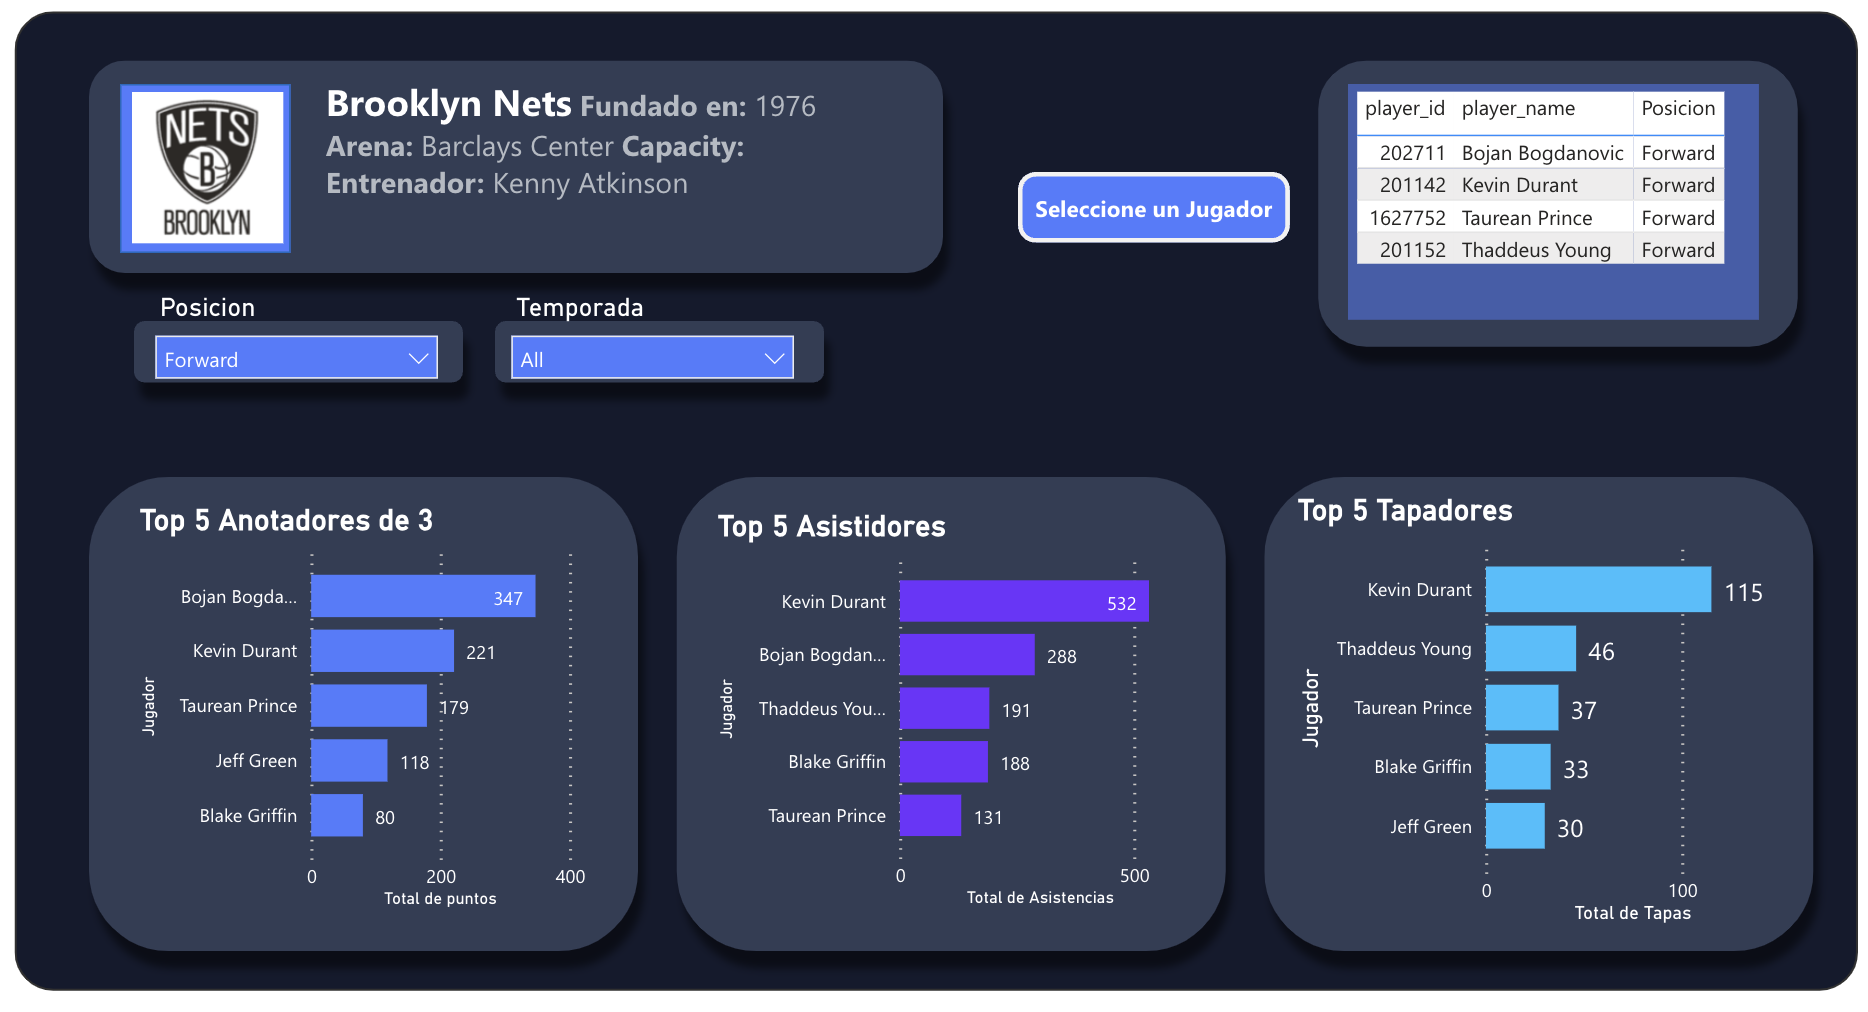 NETS
B
BROOKLYN
Brooklyn Nets Fundado en: 1976
Arena: Barclays Center Capacity:
Entrenador: Kenny Atkinson
Seleccione un Jugador
player_id player_name Posicion
202711 Bojan Bogdanovic Forward
201142 Kevin Durant Forward
1627752 Taurean Prince Forward
201152 Thaddeus Young Forward
Posicion
Forward
Temporada
All
Top 5 Anotadores de 3
Jugador
Bojan Bogda... 347
Kevin Durant 221
Taurean Prince 179
Jeff Green 118
Blake Griffin 80
0 200 400
Total de puntos
Top 5 Asistidores
Jugador
Kevin Durant 532
Bojan Bogdan... 288
Thaddeus You... 191
Blake Griffin 188
Taurean Prince 131
0 500
Total de Asistencias
Top 5 Tapadores
Jugador
Kevin Durant 115
Thaddeus Young 46
Taurean Prince 37
Blake Griffin 33
Jeff Green 30
0 100
Total de Tapas